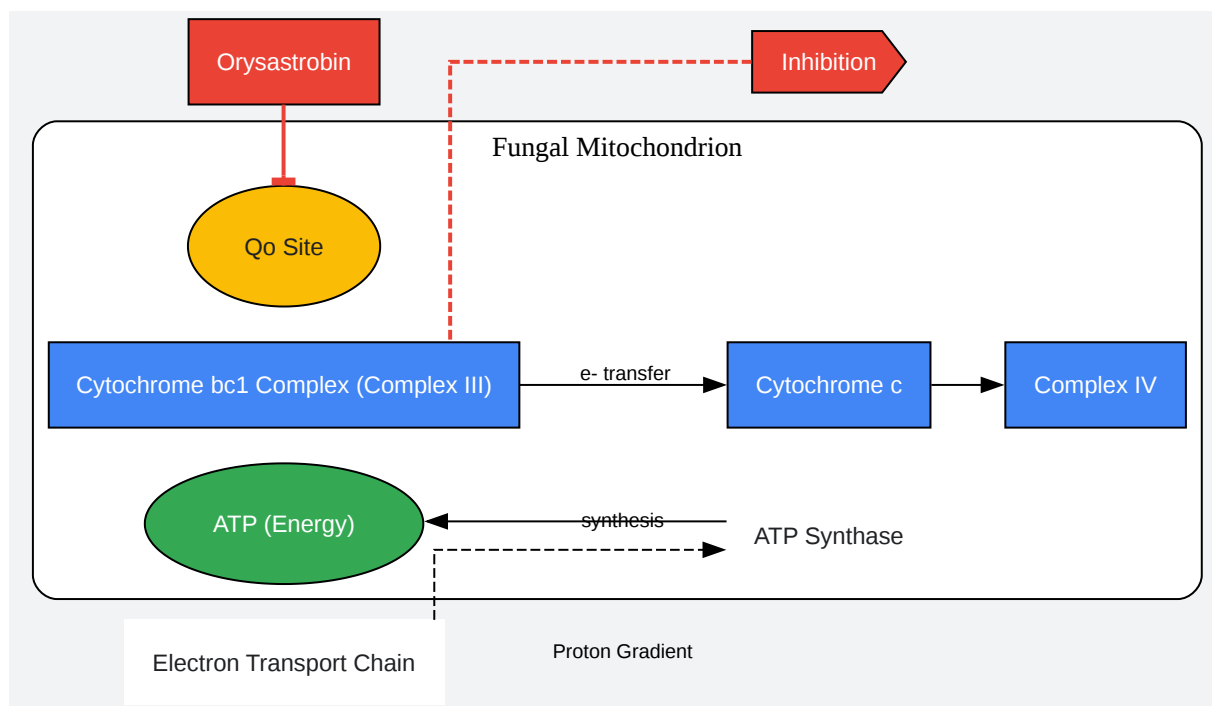 Orysastrobin
Inhibition
Fungal Mitochondrion
Qo Site
Cytochrome bc1 Complex (Complex III)
e- transfer
Cytochrome c
Complex IV
ATP (Energy)
synthesis
ATP Synthase
Electron Transport Chain
Proton Gradient